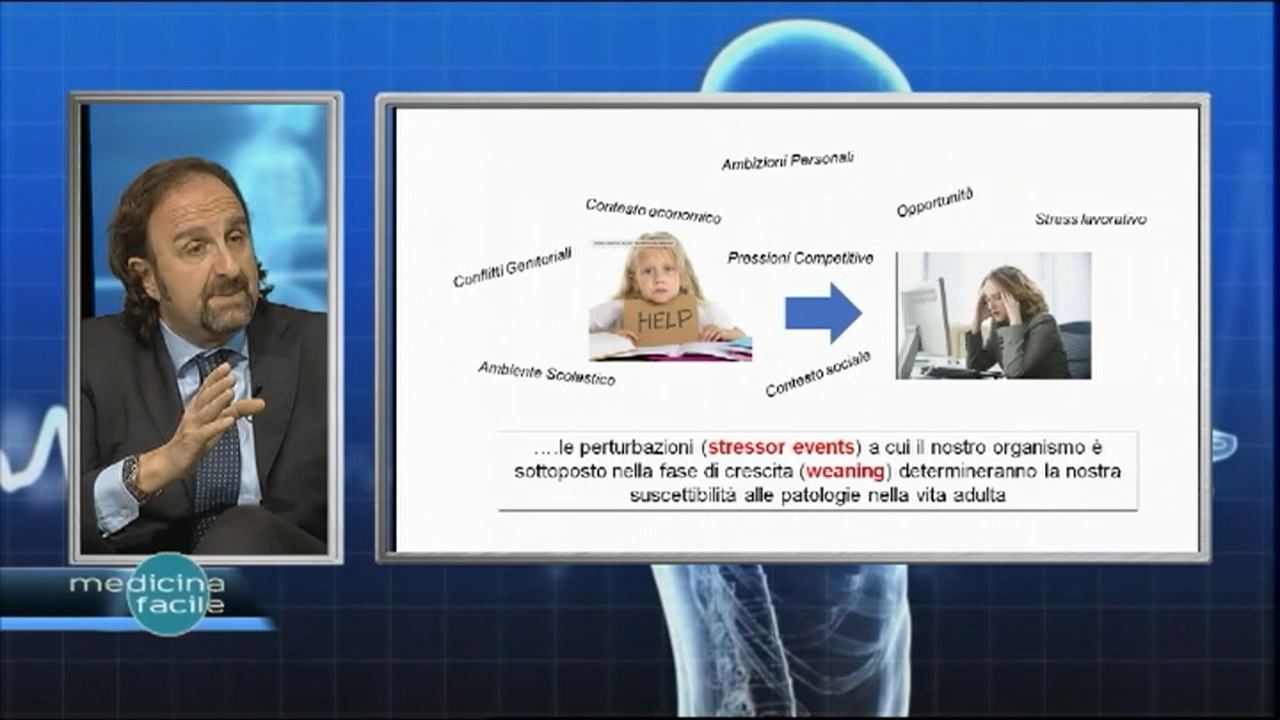 Ambizioni Personali
Contesto economico
Opportunità
Stress lavorativo
Conflitti Genitoriali
Pressioni Competitive
HELP
Ambiente Scolastico
Contesto sociale
....le perturbazioni (stressor events) a cui il nostro organismo è
sottoposto nella fase di crescita (weaning) determineranno la nostra
suscettibilità alle patologie nella vita adulta
medicina
facile